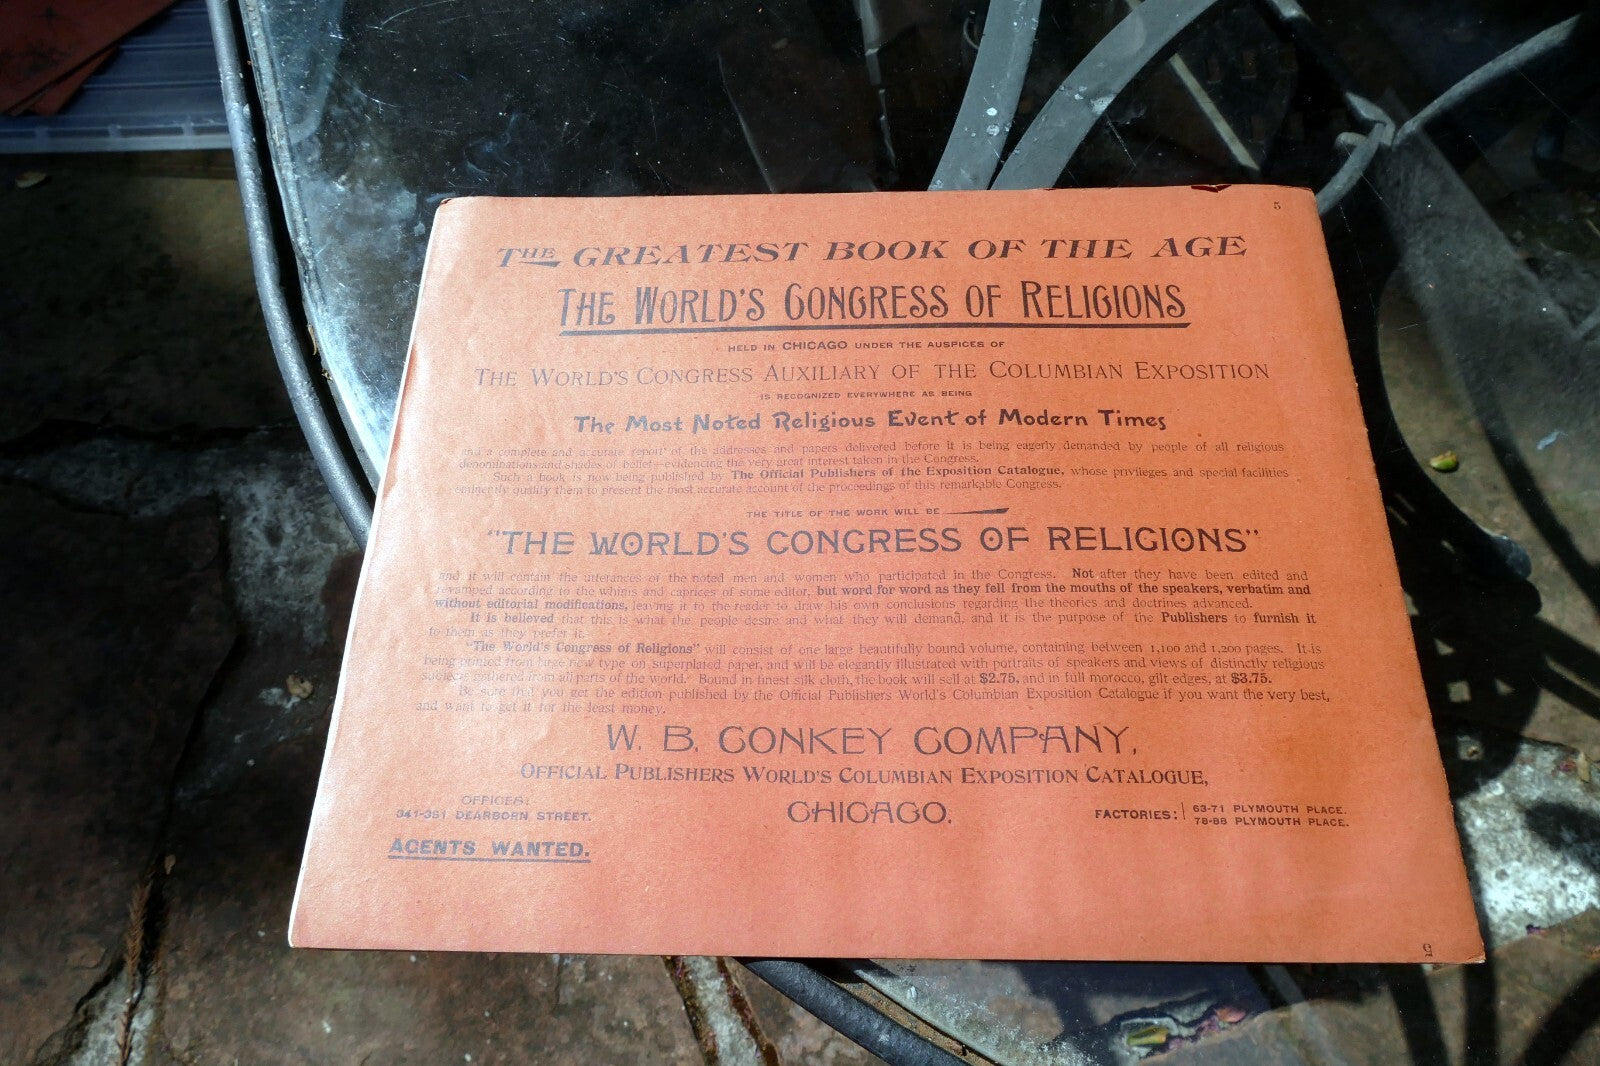 5
THE GREATEST BOOK OF THE AGE
THE WORLD'S CONGRESS OF RELIGIONS
HELD IN CHICAGO UNDER THE AUSPICES OF
THE WORLD'S CONGRESS AUXILIARY OF THE COLUMBIAN EXPOSITION
IS RECOGNIZED EVERYWHERE AS BEING
The Most Noted Religious Event of Modern Times
and a complete and accurate report of the addresses and papers delivered before it is being eagerly demanded by people of all religious
denominations and shades of belief—evidencing the very great interest taken in the Congress.
Such a book is now being published by The Official Publishers of the Exposition Catalogue, whose privileges and special facilities
eminently qualify them to present the most accurate account of the proceedings of this remarkable Congress.
THE TITLE OF THE WORK WILL BE
"THE WORLD'S CONGRESS OF RELIGIONS"
and it will contain the utterances of the noted men and women who participated in the Congress. Not after they have been edited and
revamped according to the whims and caprices of some editor, but word for word as they fell from the mouths of the speakers, verbatim and
without editorial modifications, leaving it to the reader to draw his own conclusions regarding the theories and doctrines advanced.
It is believed that this is what the people desire and what they will demand, and it is the purpose of the Publishers to furnish it
to them as they prefer it.
"The World's Congress of Religions" will consist of one large beautifully bound volume, containing between 1,100 and 1,200 pages. It is
being printed from large new type on superplated paper, and will be elegantly illustrated with portraits of speakers and views of distinctly religious
subjects gathered from all parts of the world. Bound in finest silk cloth, the book will sell at $2.75, and in full morocco, gilt edges, at $3.75.
Be sure that you get the edition published by the Official Publishers World's Columbian Exposition Catalogue if you want the very best,
and want to get it for the least money.
W. B. CONKEY COMPANY,
OFFICIAL PUBLISHERS WORLD'S COLUMBIAN EXPOSITION CATALOGUE,
OFFICES:
341-351 DEARBORN STREET.
CHICAGO.
FACTORIES: 63-71 PLYMOUTH PLACE.
78-88 PLYMOUTH PLACE.
AGENTS WANTED.
5